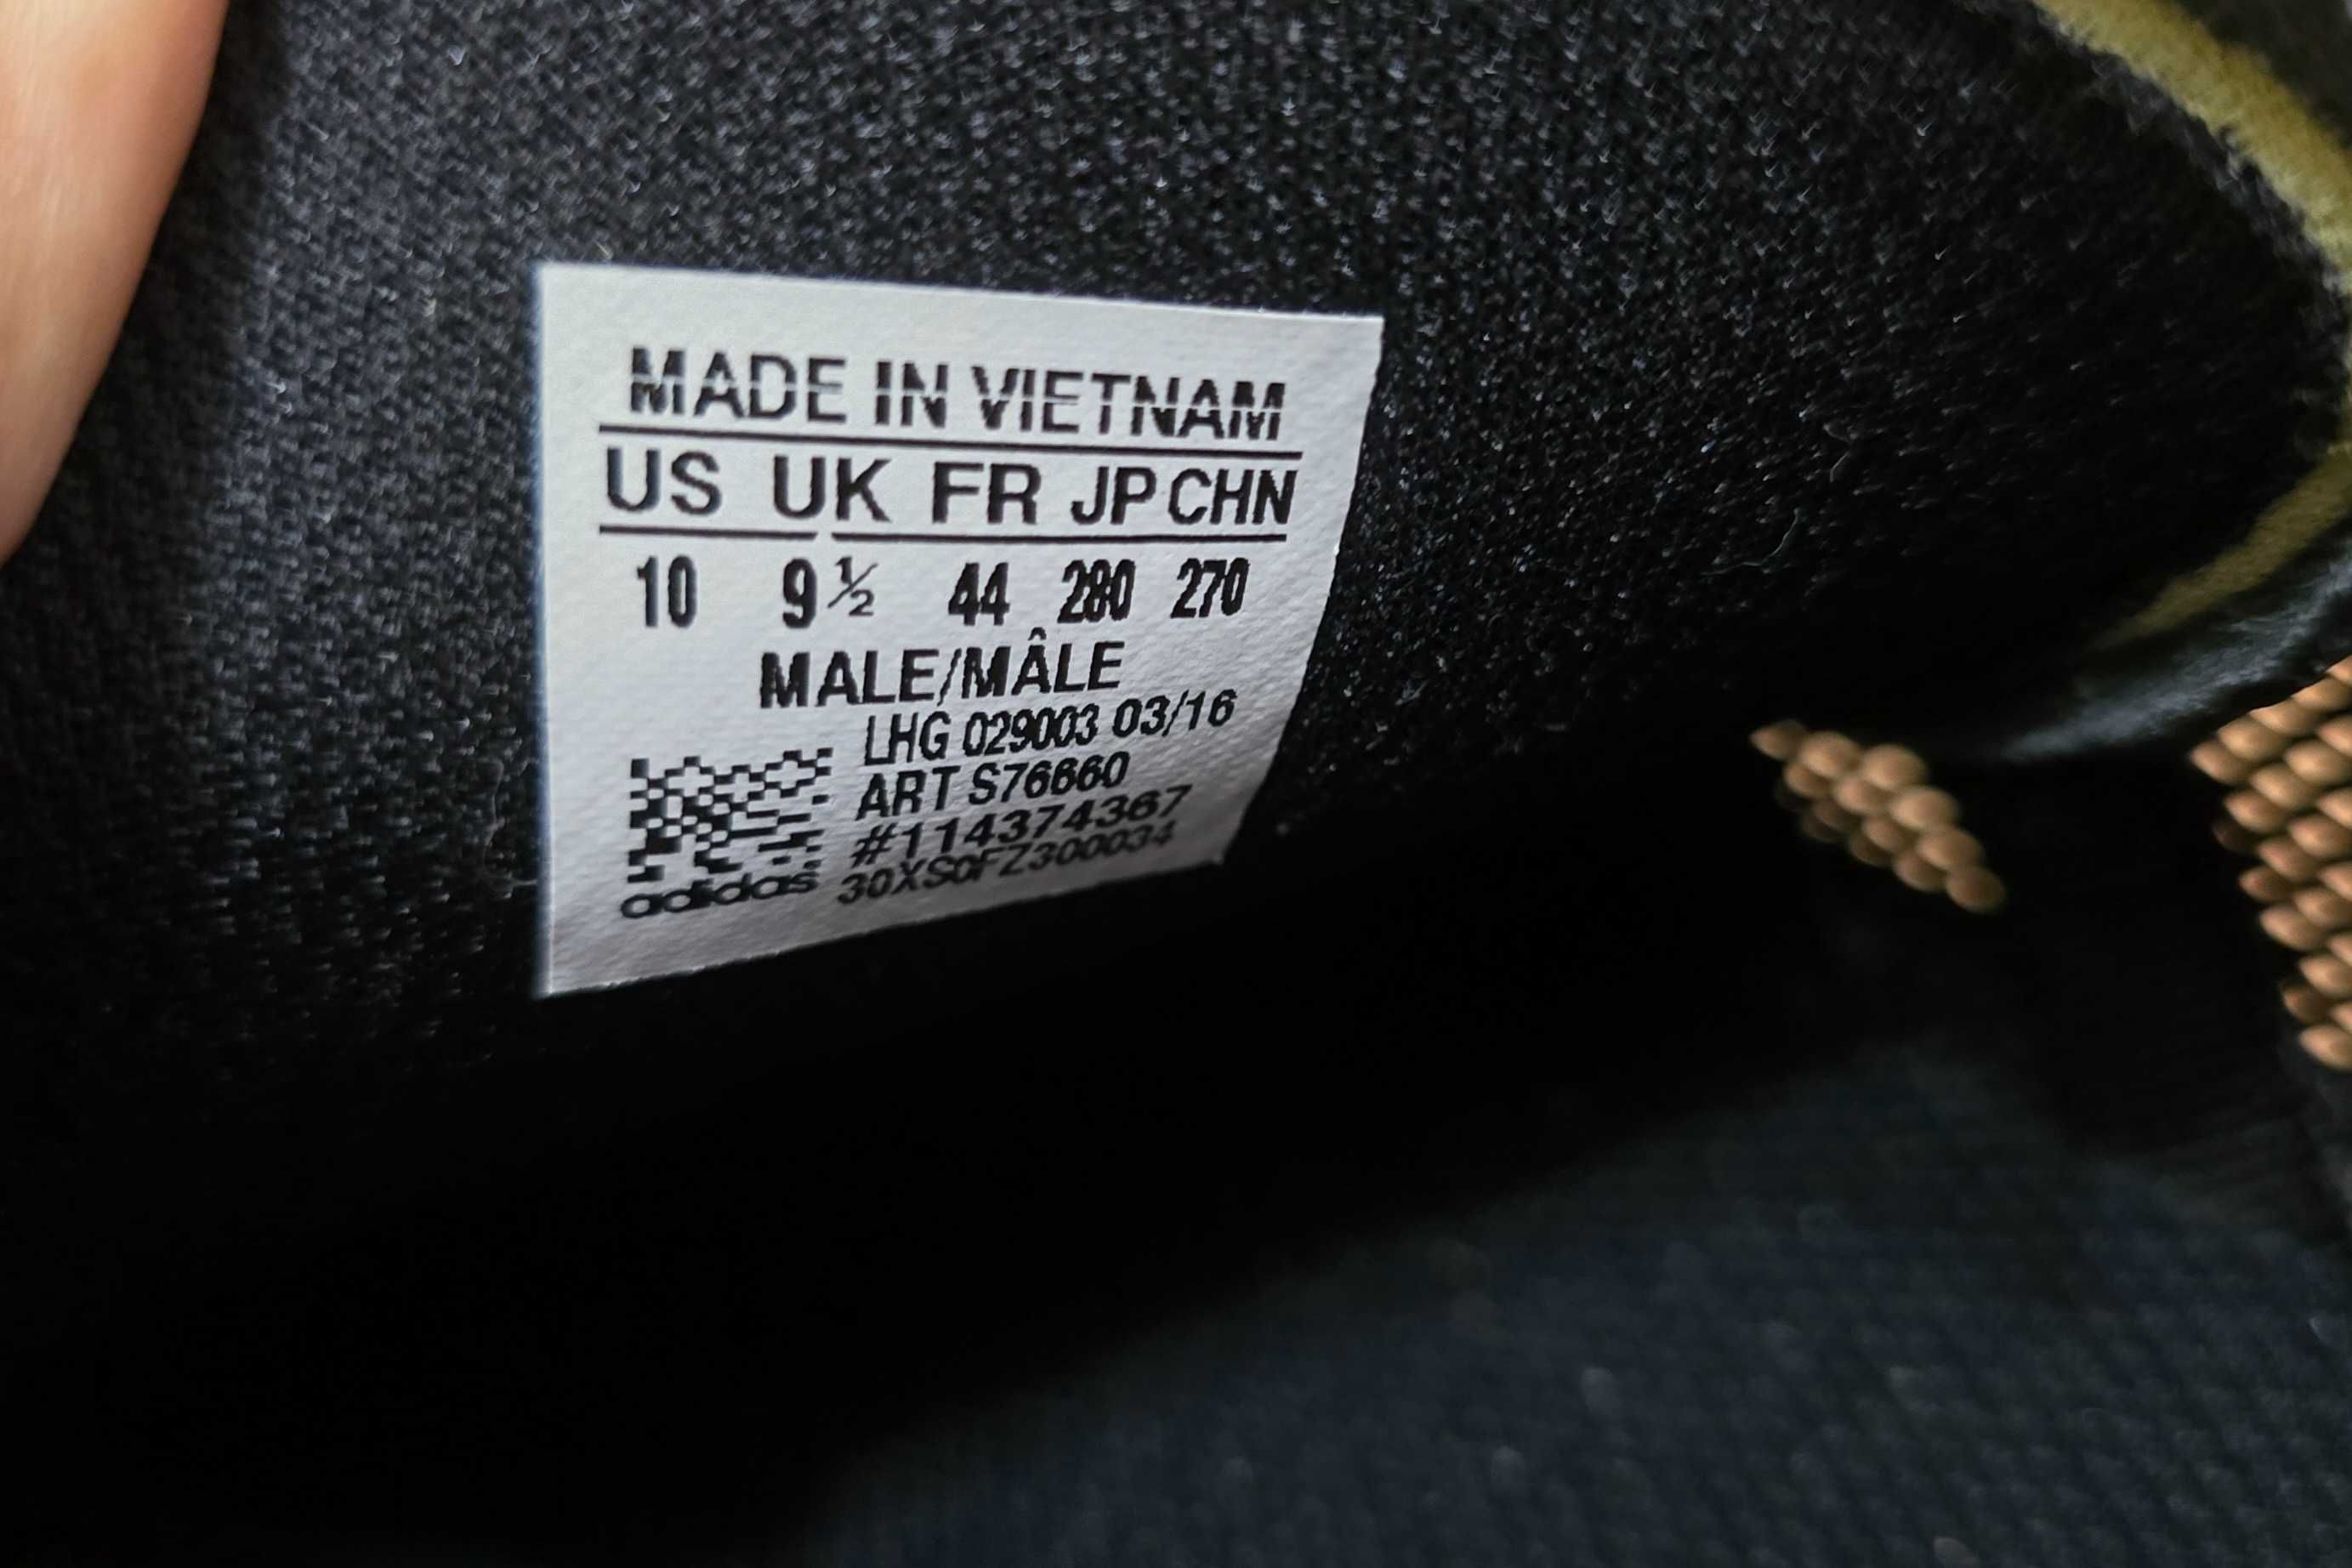 MADE IN VIETNAM
US UK FR JP CHN
10 9½ 44 280 270
MALE/MÂLE
LHG 029003 03/16
ART S76660
#114374367
30XS0FZ300034
adidas